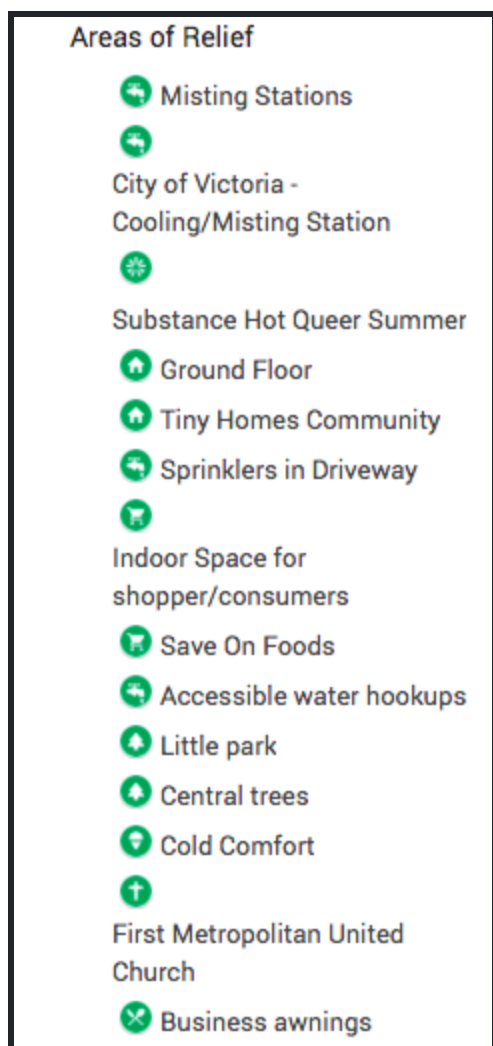 Areas of Relief
Misting Stations
City of Victoria -
Cooling/Misting Station
Substance Hot Queer Summer
Ground Floor
Tiny Homes Community
Sprinklers in Driveway
Indoor Space for
shopper/consumers
Save On Foods
Accessible water hookups
Little park
Central trees
Cold Comfort
First Metropolitan United
Church
Business awnings